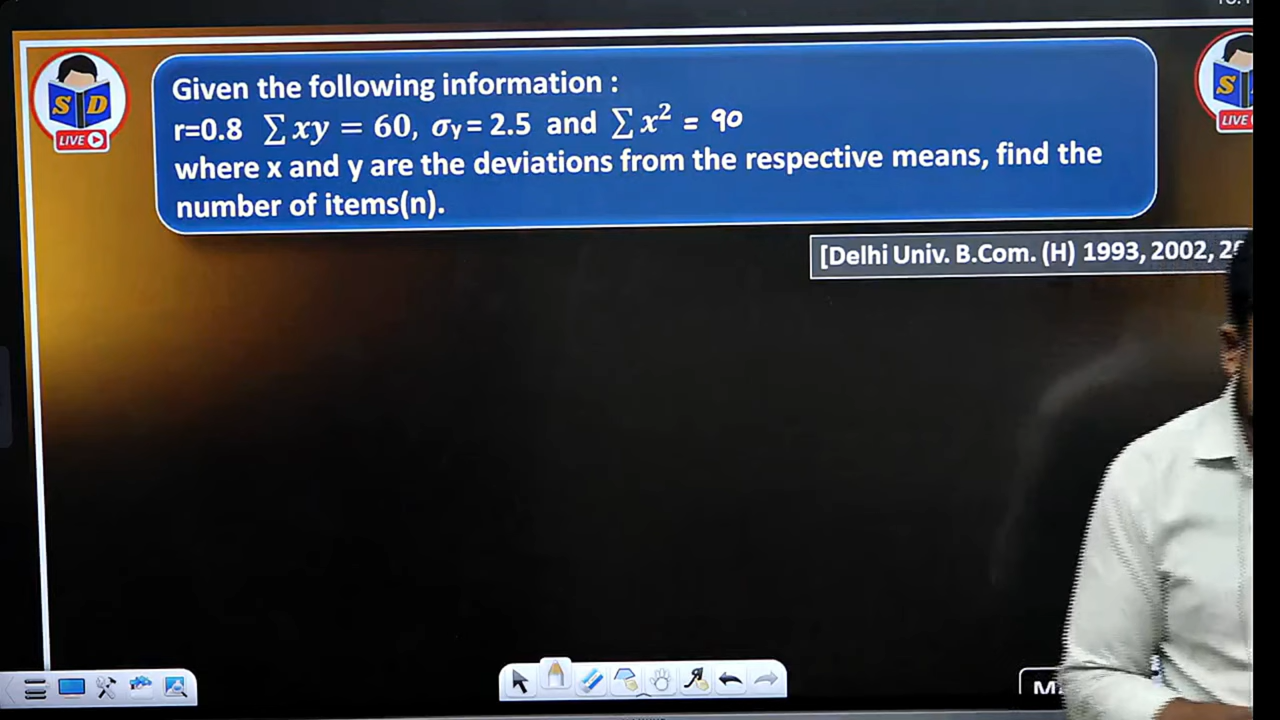 Given the following information :
r=0.8 ∑xy = 60, σY = 2.5 and ∑x² = 90
where x and y are the deviations from the respective means, find the
number of items(n).
[Delhi Univ. B.Com. (H) 1993, 2002,
S D
LIVE
S
LIVE